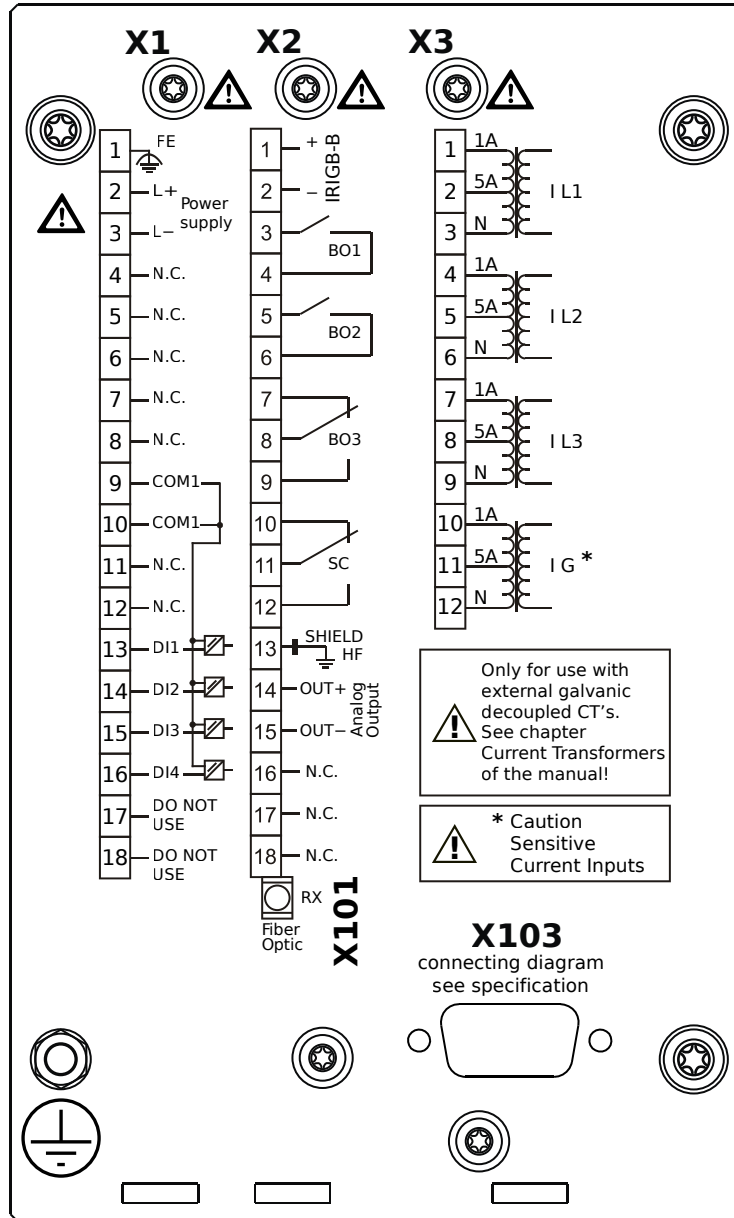 X1
X2
X3
1 FE
2 L+
Power
supply
3 L−
4 N.C.
5 N.C.
6 N.C.
7 N.C.
8 N.C.
9 COM1
10 COM1
11 N.C.
12 N.C.
13 DI1
14 DI2
15 DI3
16 DI4
17 DO NOT
USE
18 DO NOT
USE
1 +
2 −
IRIGB-B
3
BO1
4
5
BO2
6
7
8 BO3
9
10
11 SC
12
13 SHIELD
HF
14 OUT+
15 OUT−
Analog
Output
16 N.C.
17 N.C.
18 N.C.
RX
Fiber
Optic
X101
1 1A
2 5A I L1
3 N
4 1A
5 5A I L2
6 N
7 1A
8 5A I L3
9 N
10 1A
11 5A I G *
12 N
Only for use with
external galvanic
decoupled CT's.
See chapter
Current Transformers
of the manual!
* Caution
Sensitive
Current Inputs
X103
connecting diagram
see specification